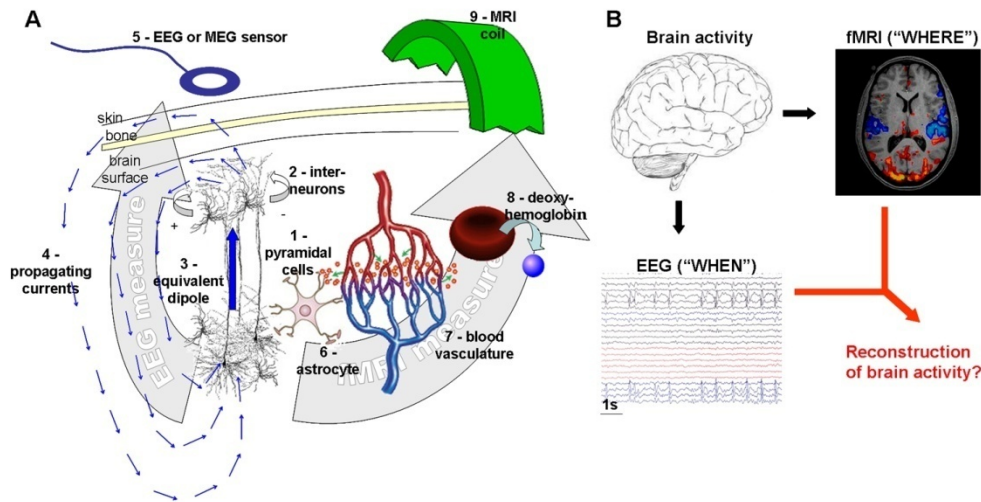 A
5 - EEG or MEG sensor
9 - MRI
coil
skin
bone
brain
surface
2 - inter-
neurons
+
-
8 - deoxy-
hemoglobin
1 -
pyramidal
cells
4 -
propagating
currents
3 -
equivalent
dipole
EEG measure
6 -
astrocyte
fMRI measure
7 - blood
vasculature
B
Brain activity
fMRI (“WHERE”)
EEG (“WHEN”)
1s
Reconstruction
of brain activity?